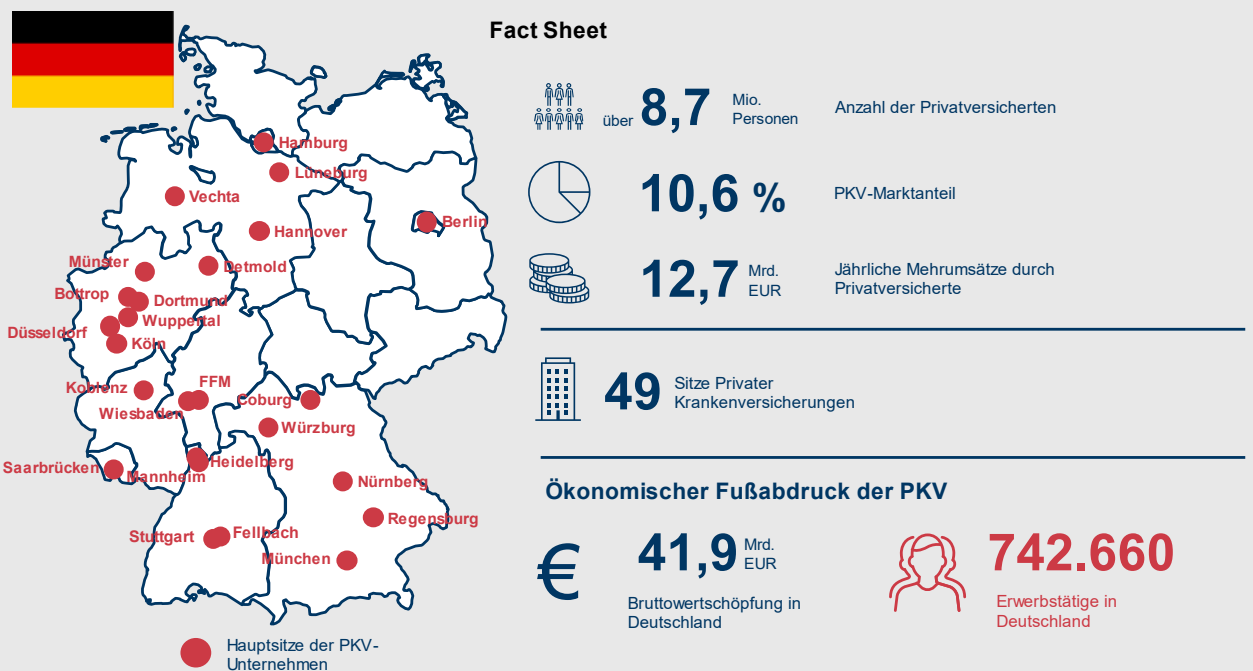 Fact Sheet
über 8,7 Mio.
Personen
Anzahl der Privatversicherten
10,6 %
PKV-Marktanteil
12,7 Mrd.
EUR
Jährliche Mehrumsätze durch
Privatversicherte
49
Sitze Privater
Krankenversicherungen
Ökonomischer Fußabdruck der PKV
€
41,9 Mrd.
EUR
Bruttowertschöpfung in
Deutschland
742.660
Erwerbstätige in
Deutschland
Hamburg
Lüneburg
Vechta
Berlin
Hannover
Münster
Detmold
Bottrop
Dortmund
Wuppertal
Düsseldorf
Köln
Koblenz
FFM
Wiesbaden
Coburg
Würzburg
Saarbrücken
Mannheim
Heidelberg
Nürnberg
Regensburg
Stuttgart
Fellbach
München
Hauptsitze der PKV-
Unternehmen